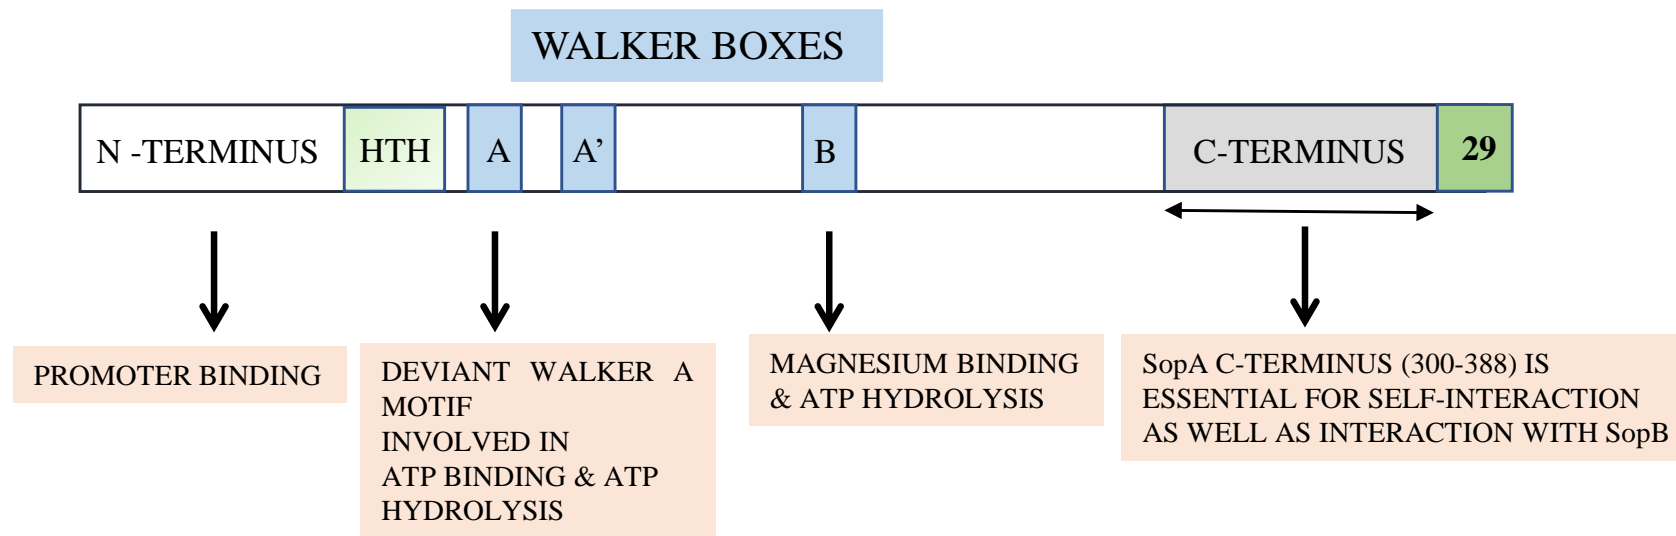 WALKER BOXES
N -TERMINUS
HTH
A
A’
B
C-TERMINUS
29
PROMOTER BINDING
DEVIANT WALKER A
MOTIF
INVOLVED IN
ATP BINDING & ATP
HYDROLYSIS
MAGNESIUM BINDING
& ATP HYDROLYSIS
SopA C-TERMINUS (300-388) IS
ESSENTIAL FOR SELF-INTERACTION
AS WELL AS INTERACTION WITH SopB